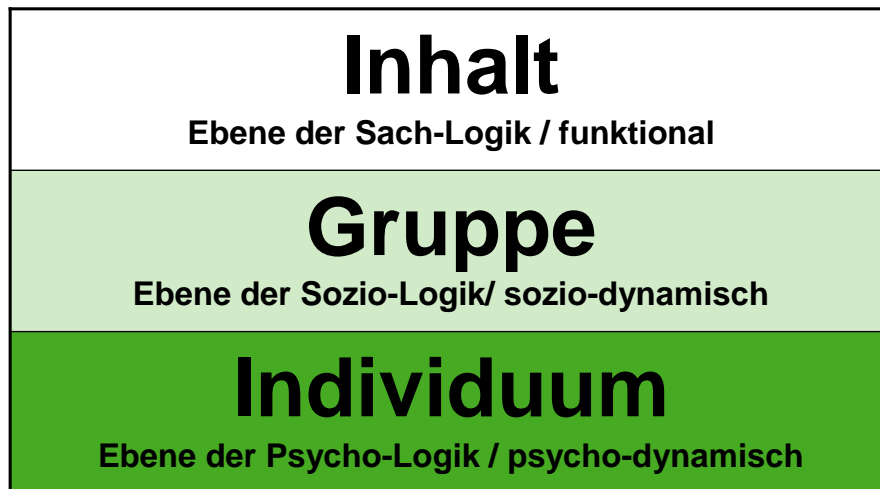 Inhalt
Ebene der Sach-Logik / funktional
Gruppe
Ebene der Sozio-Logik/ sozio-dynamisch
Individuum
Ebene der Psycho-Logik / psycho-dynamisch